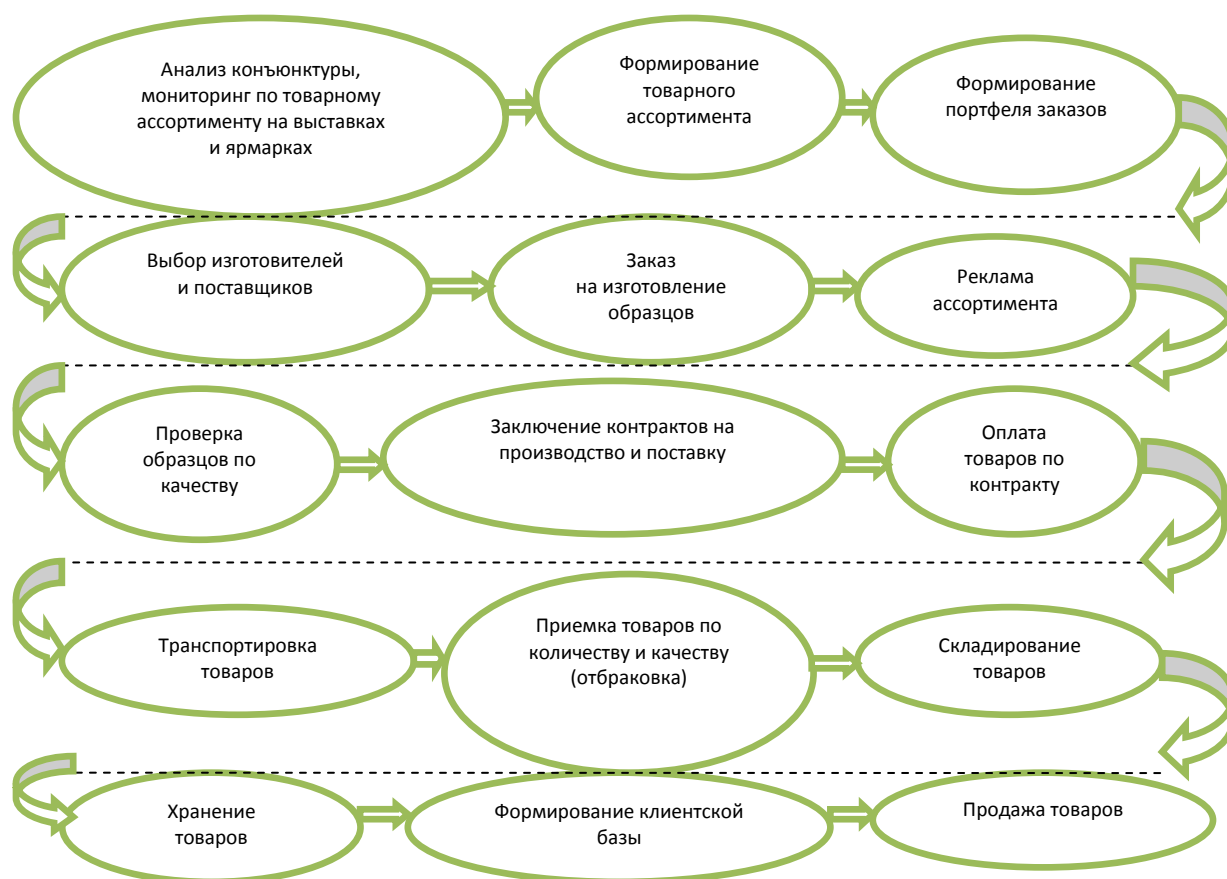 Анализ конъюнктуры,
мониторинг по товарному
ассортименту на выставках
и ярмарках
Формирование
товарного
ассортимента
Формирование
портфеля заказов
Выбор изготовителей
и поставщиков
Заказ
на изготовление
образцов
Реклама
ассортимента
Проверка
образцов по
качеству
Заключение контрактов на
производство и поставку
Оплата
товаров по
контракту
Транспортировка
товаров
Приемка товаров по
количеству и качеству
(отбраковка)
Складирование
товаров
Хранение
товаров
Формирование клиентской
базы
Продажа товаров